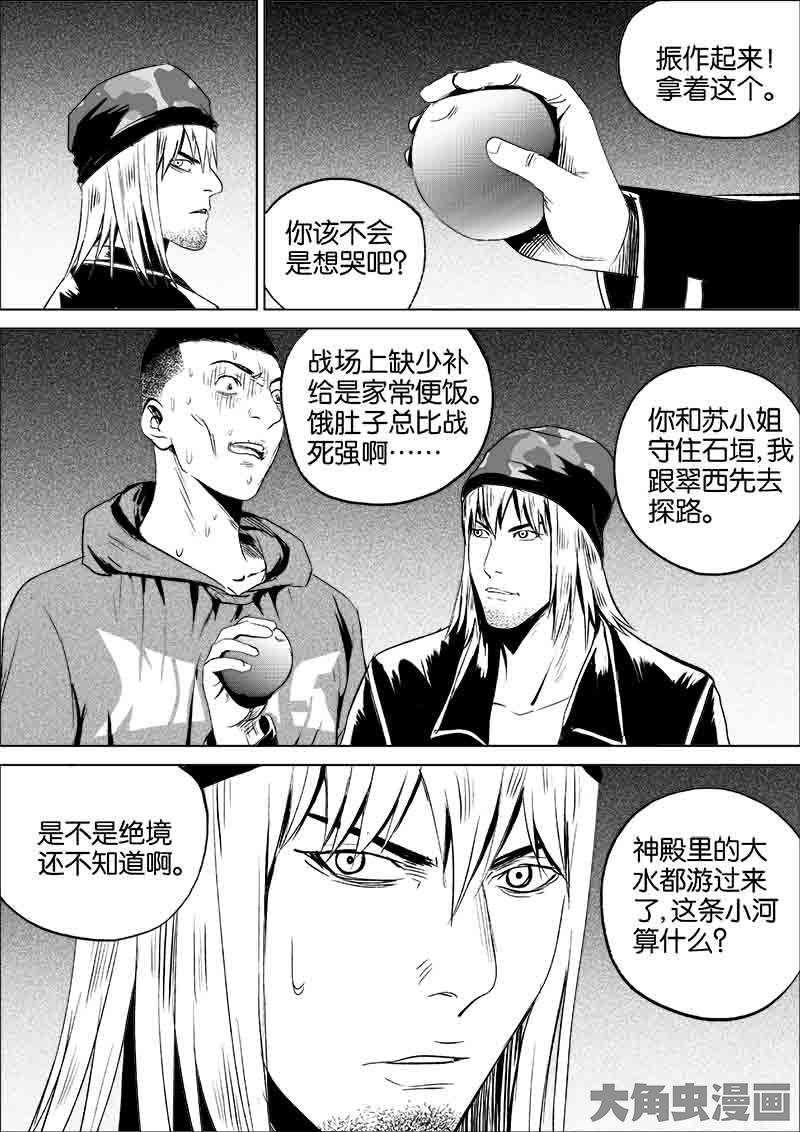 振作起来！
拿着这个。
你该不会
是想哭吧？
战场上缺少补
给是家常便饭。
饿肚子总比战
死强啊……
你和苏小姐
守住石垣，我
跟翠西先去
探路。
是不是绝境
还不知道啊。
神殿里的大
水都游过来
了，这条小河
算什么？
大角虫漫画